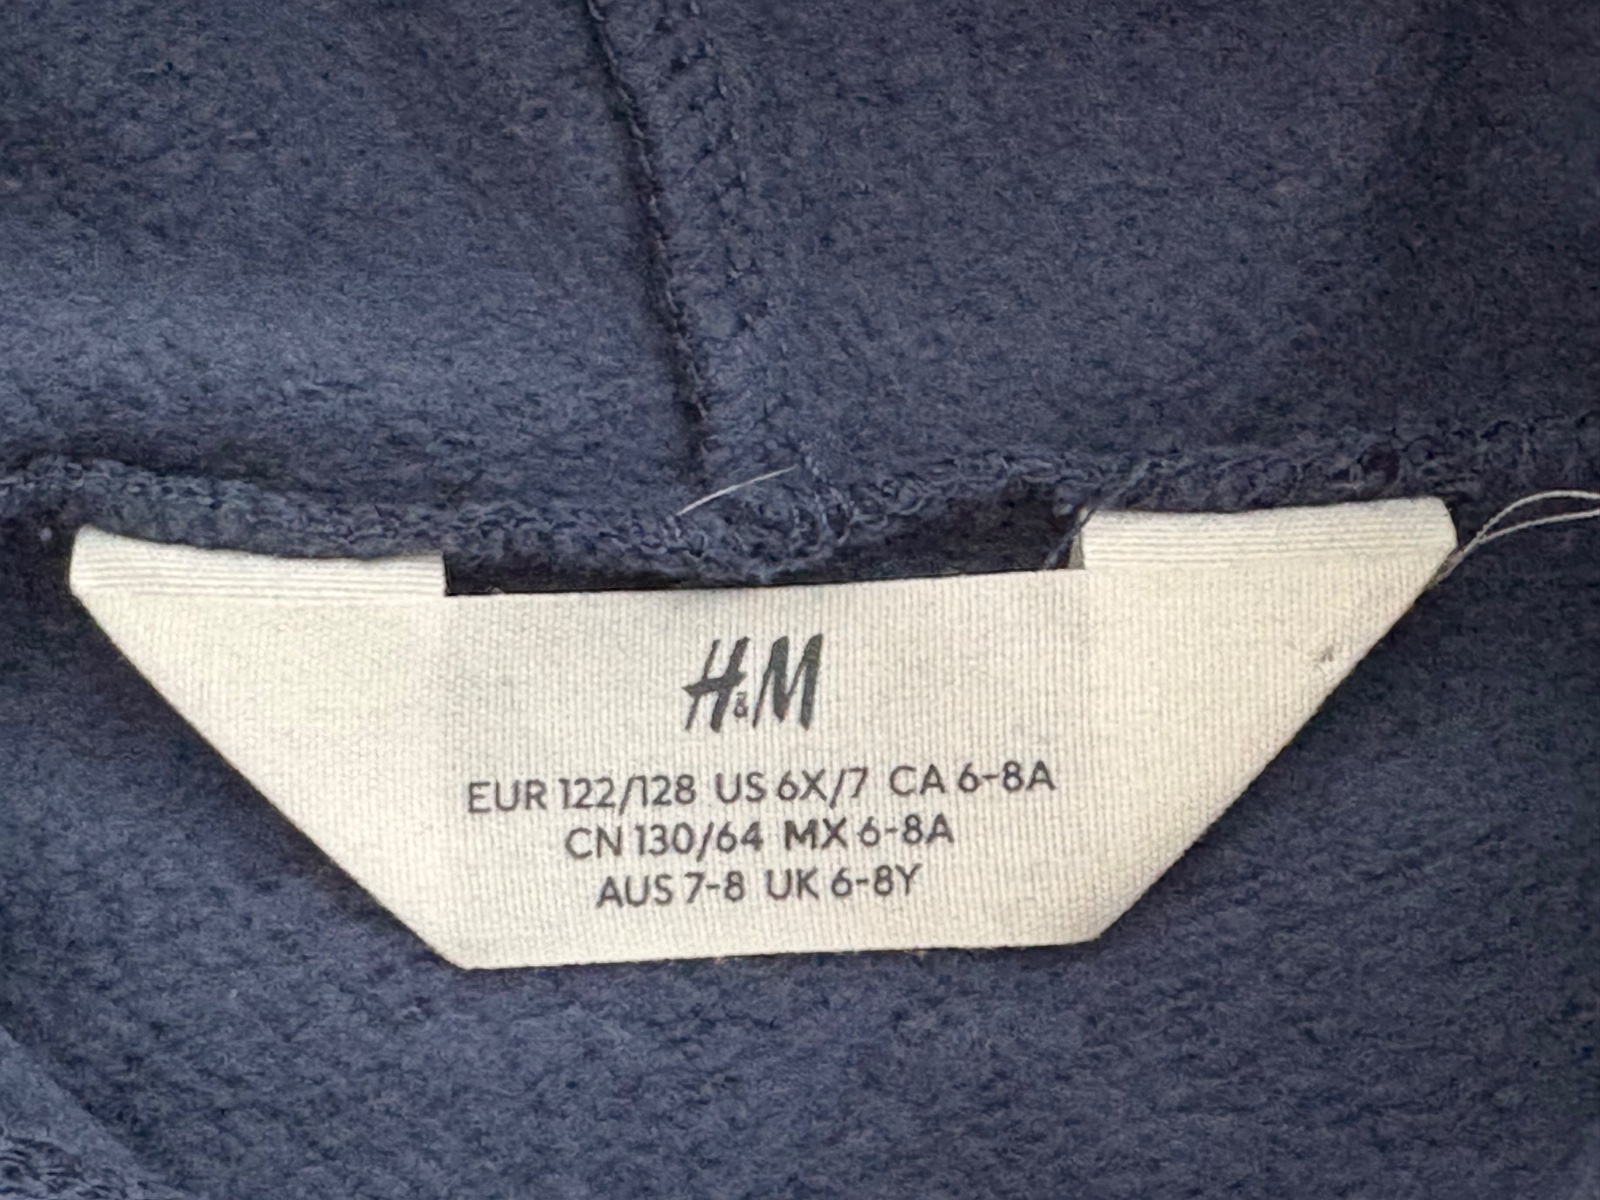 H&M
EUR 122/128 US 6X/7 CA 6-8A
CN 130/64 MX 6-8A
AUS 7-8 UK 6-8Y